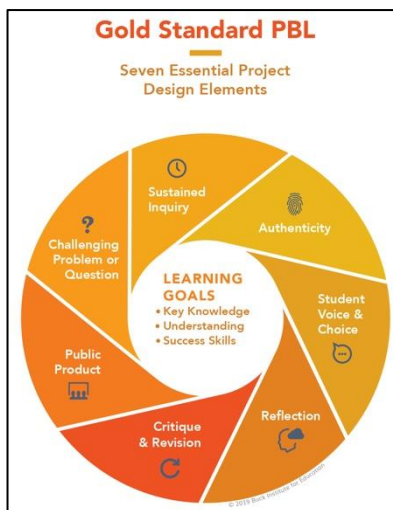 Gold Standard PBL
Seven Essential Project
Design Elements
?
Challenging
Problem or
Question
Sustained
Inquiry
Authenticity
Student
Voice &
Choice
Reflection
Critique
& Revision
Public
Product
LEARNING
GOALS
• Key Knowledge
• Understanding
• Success Skills
© 2019 Buck Institute for Education